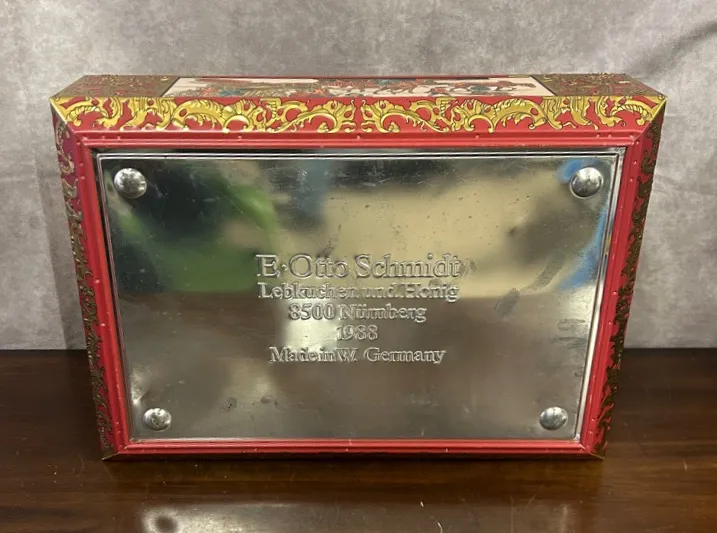 E·Otto Schmidt
Lebkuchen und Honig
8500 Nürnberg
1988
Made in W. Germany